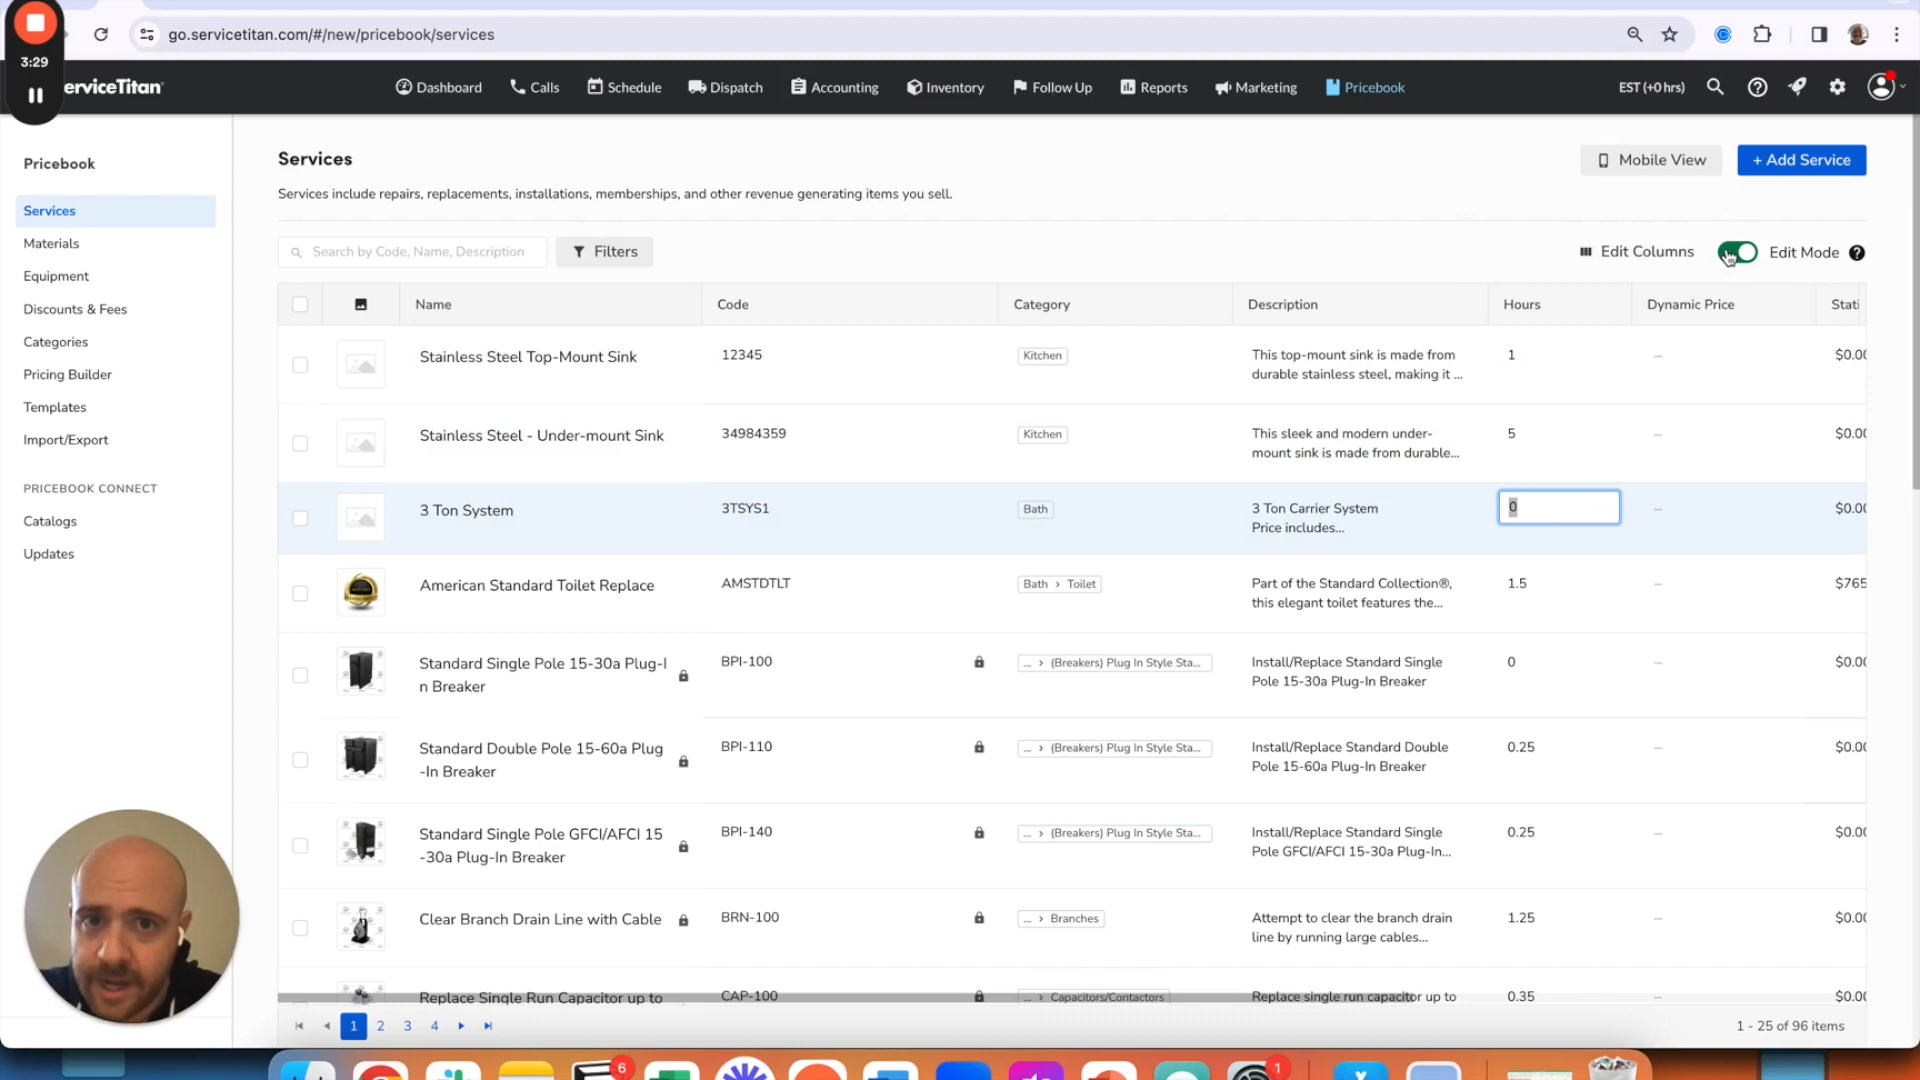 go.servicetitan.com/#/new/pricebook/services
3:29
erviceTitan
Dashboard
Calls
Schedule
Dispatch
Accounting
Inventory
Follow Up
Reports
Marketing
Pricebook
EST (+0 hrs)
Pricebook
Services
Materials
Equipment
Discounts & Fees
Categories
Pricing Builder
Templates
Import/Export
PRICEBOOK CONNECT
Catalogs
Updates
Services
Mobile View
+ Add Service
Services include repairs, replacements, installations, memberships, and other revenue generating items you sell.
Search by Code, Name, Description
Filters
Edit Columns
Edit Mode
Name Code Category Description Hours Dynamic Price Stati
Stainless Steel Top-Mount Sink 12345 Kitchen This top-mount sink is made from 1 – $0.00
durable stainless steel, making it ...
Stainless Steel - Under-mount Sink 34984359 Kitchen This sleek and modern under- 5 – $0.00
mount sink is made from durable...
3 Ton System 3TSYS1 Bath 3 Ton Carrier System 0 – $0.00
Price includes...
American Standard Toilet Replace AMSTDTLT Bath > Toilet Part of the Standard Collection®, 1.5 – $765
this elegant toilet features the...
Standard Single Pole 15-30a Plug-I BPI-100 ... > (Breakers) Plug In Style Sta... Install/Replace Standard Single 0 – $0.00
n Breaker Pole 15-30a Plug-In Breaker
Standard Double Pole 15-60a Plug BPI-110 ... > (Breakers) Plug In Style Sta... Install/Replace Standard Double 0.25 – $0.00
-In Breaker Pole 15-60a Plug-In Breaker
Standard Single Pole GFCI/AFCI 15 BPI-140 ... > (Breakers) Plug In Style Sta... Install/Replace Standard Single 0.25 – $0.00
-30a Plug-In Breaker Pole GFCI/AFCI 15-30a Plug-In...
Clear Branch Drain Line with Cable BRN-100 ... > Branches Attempt to clear the branch drain 1.25 – $0.00
line by running large cables...
Replace Single Run Capacitor up to CAP-100 ... > Capacitors/Contactors Replace single run capacitor up to 0.35 – $0.00
1 2 3 4
1 - 25 of 96 items
6
1